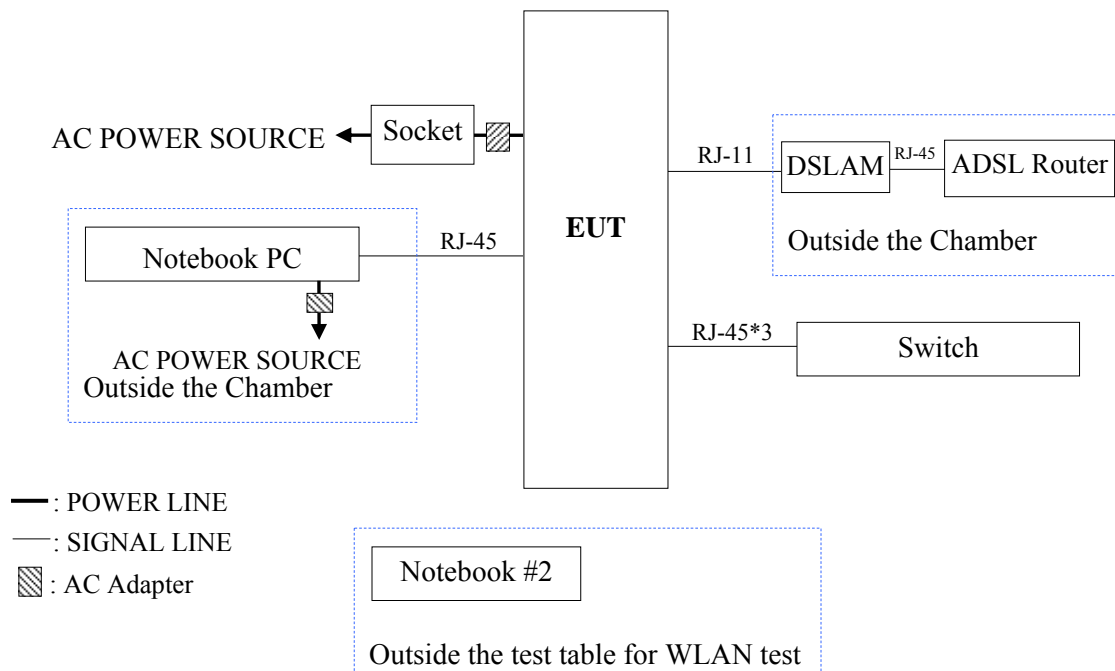 AC POWER SOURCE
Socket
EUT
RJ-11
DSLAM
RJ-45
ADSL Router
Outside the Chamber
Notebook PC
RJ-45
AC POWER SOURCE
Outside the Chamber
RJ-45*3
Switch
: POWER LINE
: SIGNAL LINE
: AC Adapter
Notebook #2
Outside the test table for WLAN test